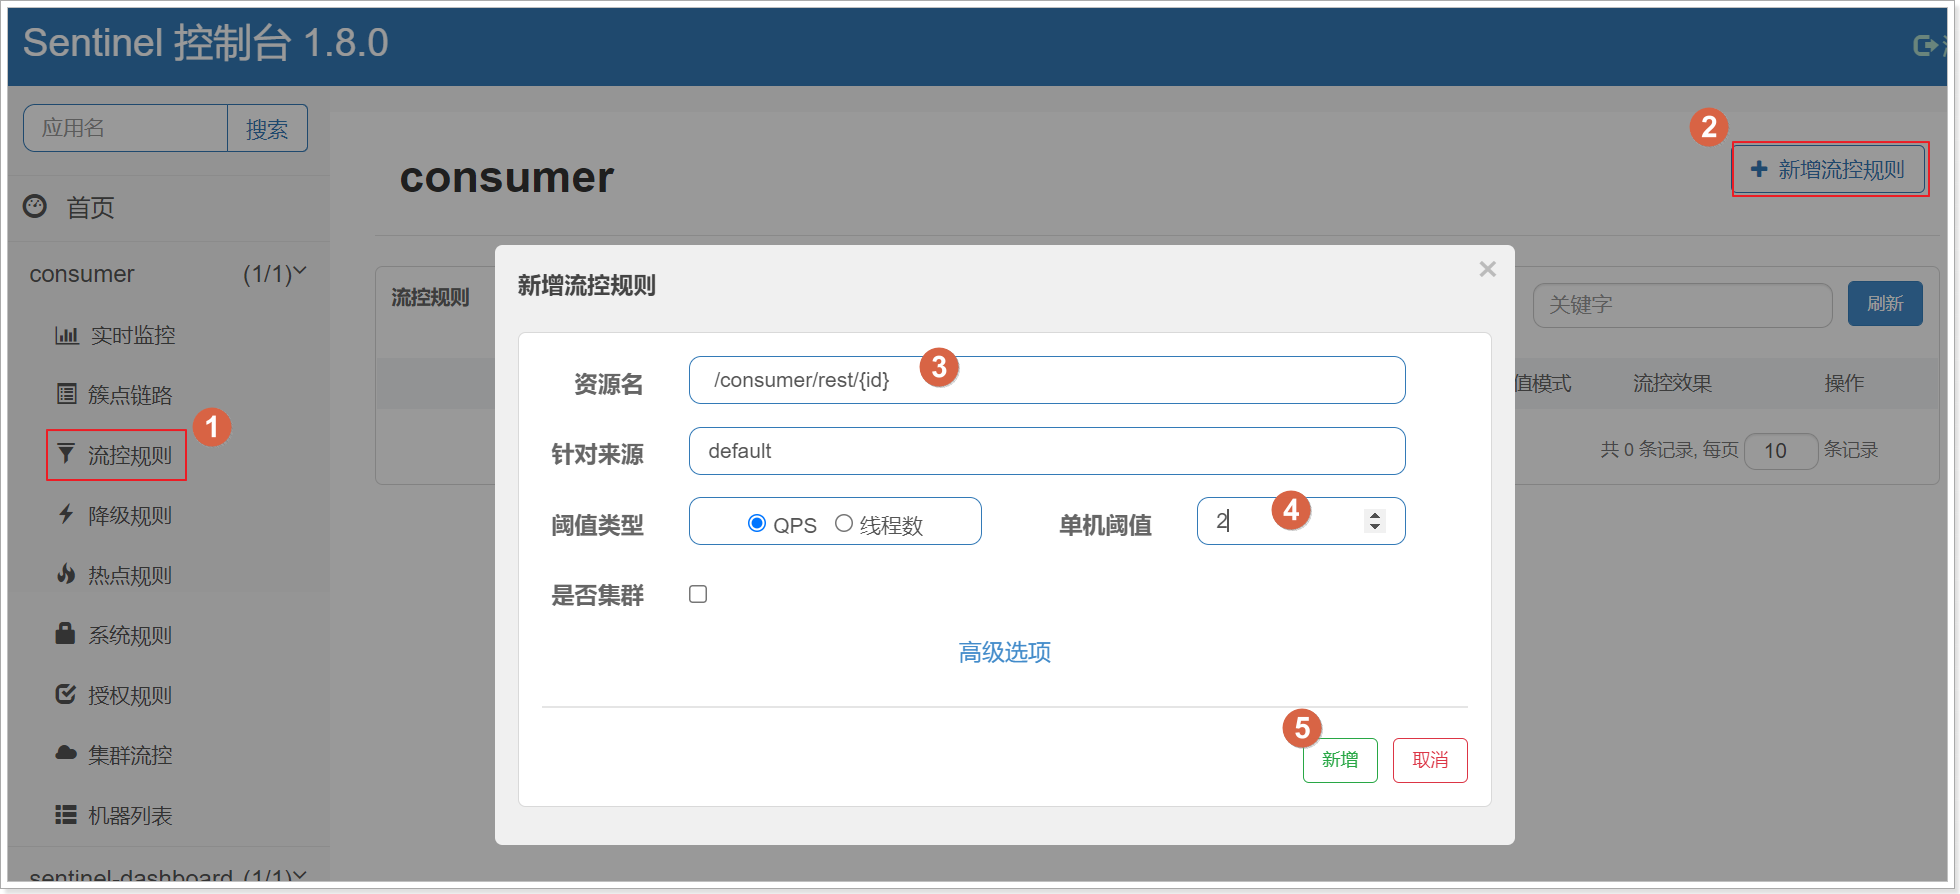 Sentinel 控制台 1.8.0
应用名
搜索
首页
consumer (1/1)
实时监控
簇点链路
流控规则
1
降级规则
热点规则
系统规则
授权规则
集群流控
机器列表
sentinel-dashboard (1/1)
consumer
2
新增流控规则
流控规则
关键字
刷新
值模式
流控效果
操作
共 0 条记录, 每页 10 条记录
新增流控规则
×
资源名
/consumer/rest/{id}
3
针对来源
default
阈值类型
QPS 线程数
单机阈值
2
4
是否集群
高级选项
5
新增
取消